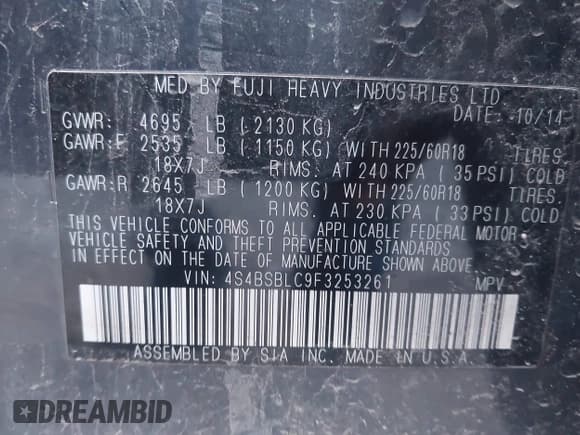 MFD BY FUJI HEAVY INDUSTRIES LTD
DATE: 10/14
GVWR: 4695 LB (2130 KG)
GAWR:F 2535 LB (1150 KG) WITH 225/60R18 TIRES.
18X7J RIMS. AT 240 KPA (35 PSI) COLD
GAWR:R 2645 LB (1200 KG) WITH 225/60R18 TIRES.
18X7J RIMS. AT 230 KPA (33 PSI) COLD
THIS VEHICLE CONFORMS TO ALL APPLICABLE FEDERAL MOTOR
VEHICLE SAFETY AND THEFT PREVENTION STANDARDS
IN EFFECT ON THE DATE OF MANUFACTURE SHOWN ABOVE.
VIN: 4S4BSBLC9F3253261 MPV
ASSEMBLED BY SIA INC. MADE IN U.S.A.
DREAMBID